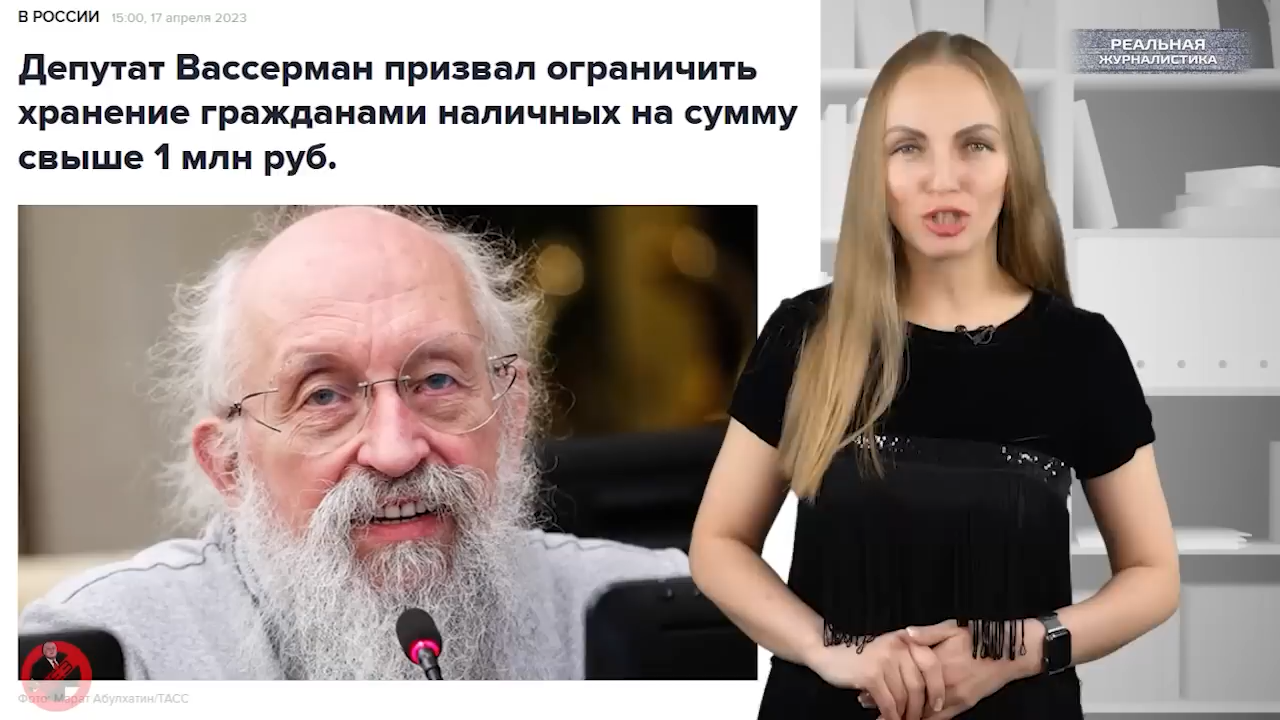 В РОССИИ 15:00, 17 апреля 2023
Депутат Вассерман призвал ограничить
хранение гражданами наличных на сумму
свыше 1 млн руб.
РЕАЛЬНАЯ
ЖУРНАЛИСТИКА
Фото: Марат Абулхатин/ТАСС